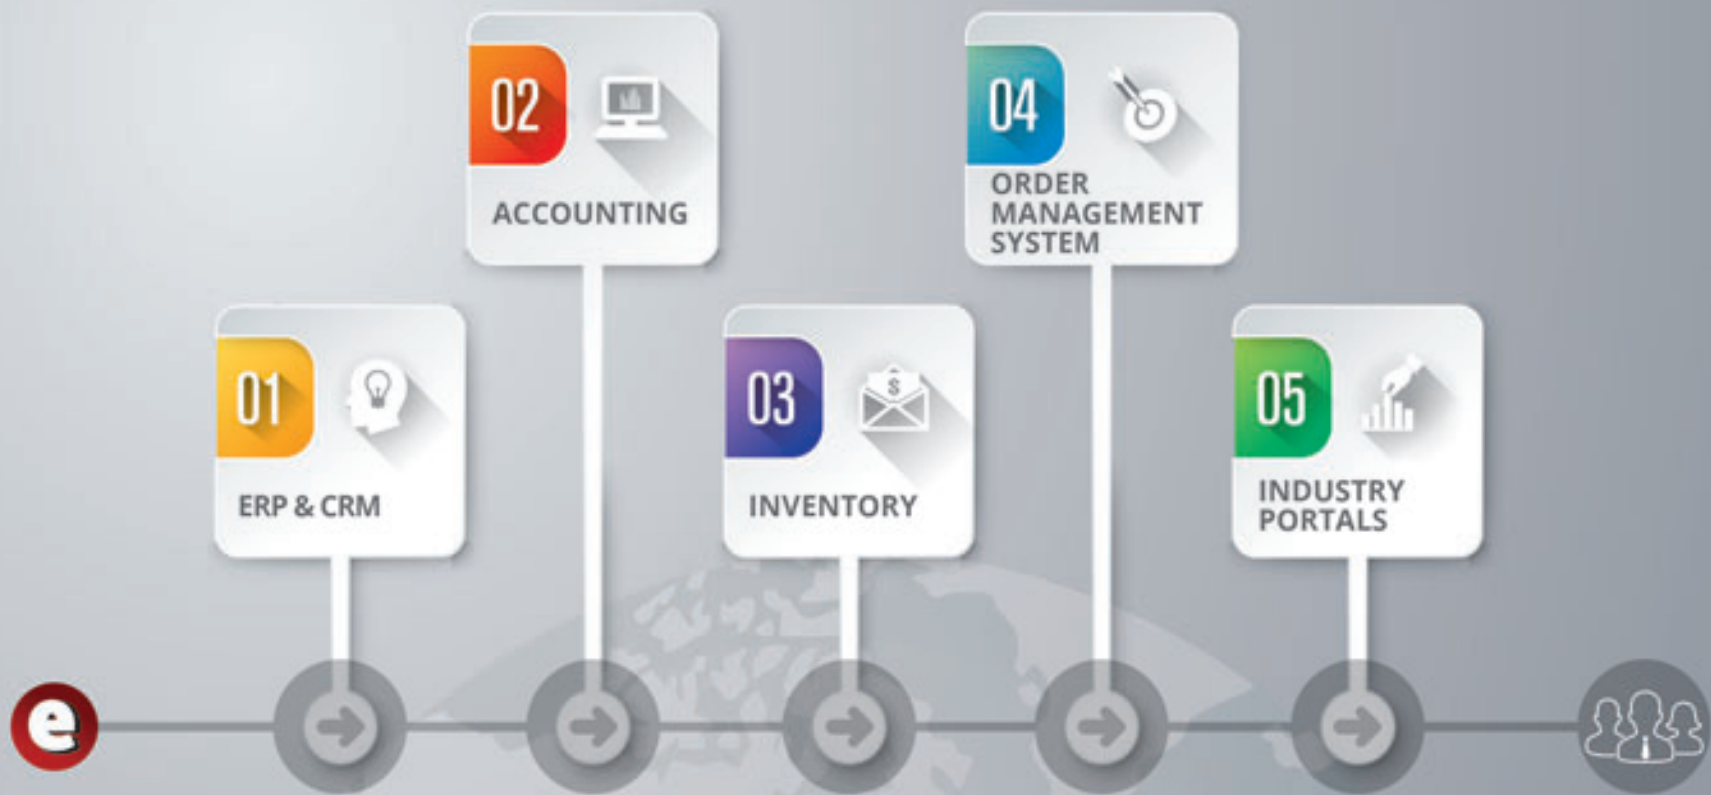 01
ERP & CRM
02
ACCOUNTING
03
$
INVENTORY
04
ORDER
MANAGEMENT
SYSTEM
05
INDUSTRY
PORTALS
e